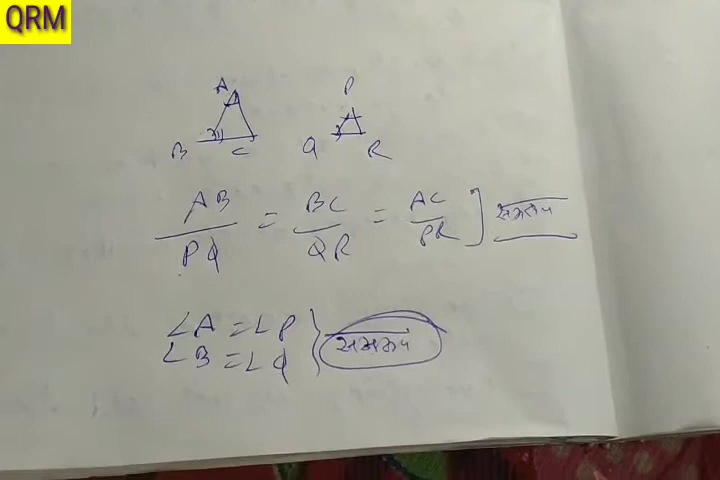 QRM
A P
B C Q R
AB/PQ = BC/QR = AC/PR ] समरूप
∠A = ∠P
∠B = ∠Q } समरूप